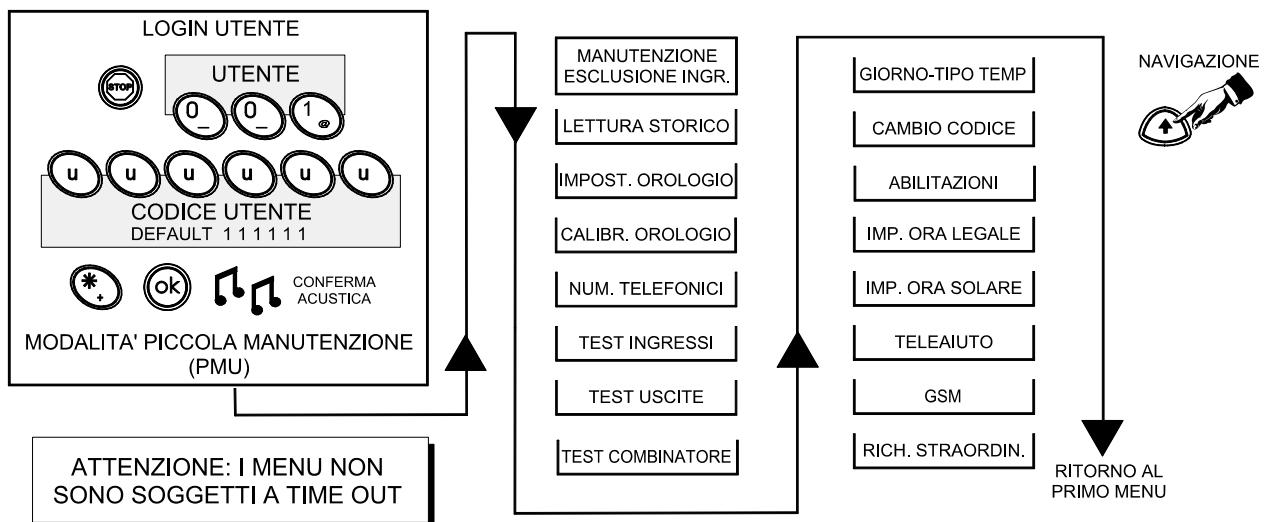 LOGIN UTENTE
STOP
UTENTE
0_ 0_ 1@
u u u u u u
CODICE UTENTE
DEFAULT 1 1 1 1 1 1
*+ ok
CONFERMA
ACUSTICA
MODALITA' PICCOLA MANUTENZIONE
(PMU)
ATTENZIONE: I MENU NON
SONO SOGGETTI A TIME OUT
MANUTENZIONE
ESCLUSIONE INGR.
LETTURA STORICO
IMPOST. OROLOGIO
CALIBR. OROLOGIO
NUM. TELEFONICI
TEST INGRESSI
TEST USCITE
TEST COMBINATORE
GIORNO-TIPO TEMP
CAMBIO CODICE
ABILITAZIONI
IMP. ORA LEGALE
IMP. ORA SOLARE
TELEAIUTO
GSM
RICH. STRAORDIN.
RITORNO AL
PRIMO MENU
NAVIGAZIONE